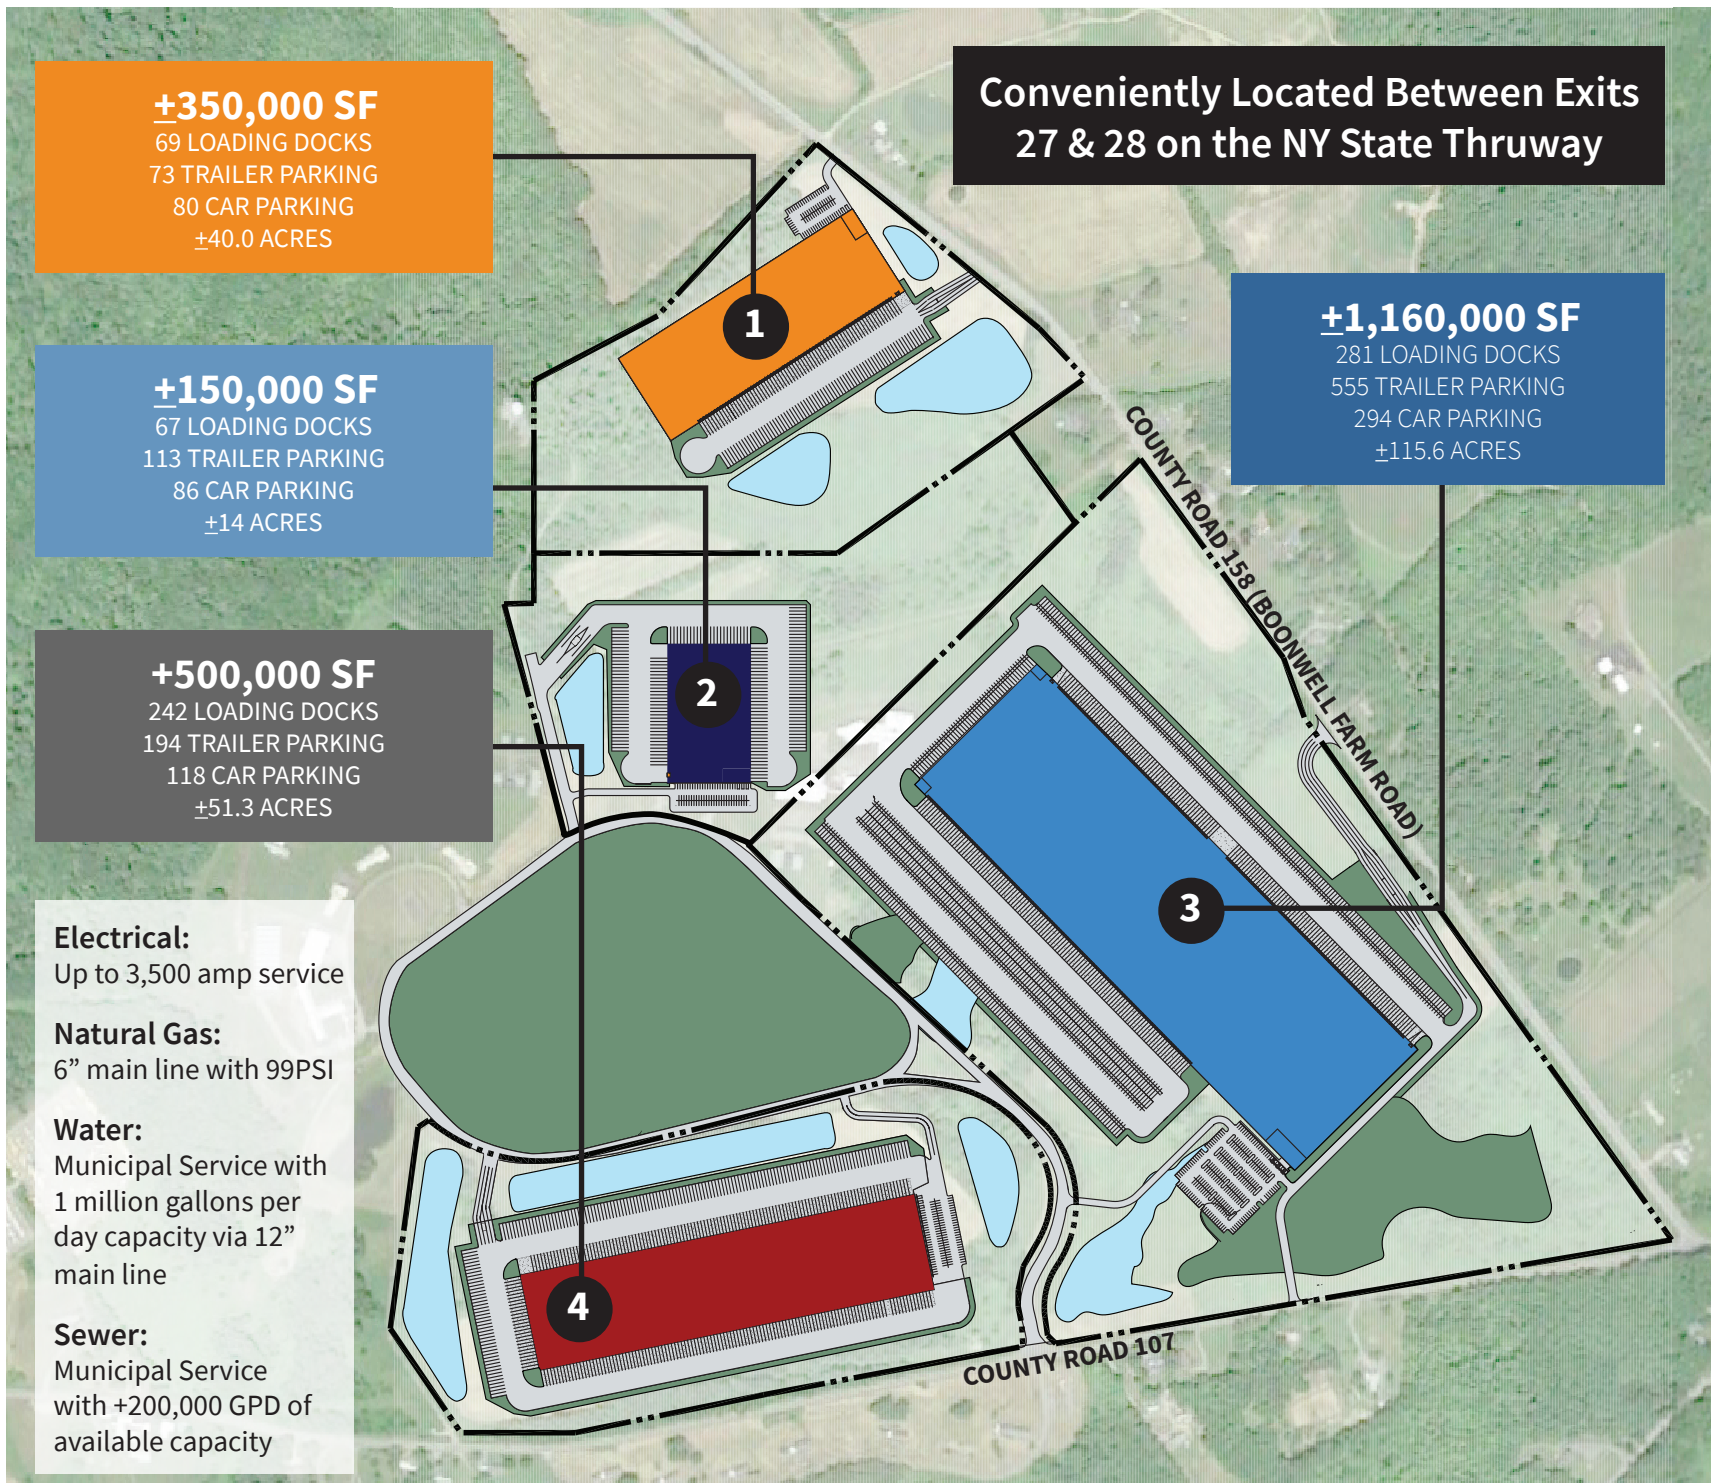 Conveniently Located Between Exits
27 & 28 on the NY State Thruway
±350,000 SF
69 LOADING DOCKS
73 TRAILER PARKING
80 CAR PARKING
±40.0 ACRES
±150,000 SF
67 LOADING DOCKS
113 TRAILER PARKING
86 CAR PARKING
±14 ACRES
+500,000 SF
242 LOADING DOCKS
194 TRAILER PARKING
118 CAR PARKING
±51.3 ACRES
±1,160,000 SF
281 LOADING DOCKS
555 TRAILER PARKING
294 CAR PARKING
±115.6 ACRES
1
2
3
4
COUNTY ROAD 158 (BOONWELL FARM ROAD)
COUNTY ROAD 107
Electrical:
Up to 3,500 amp service
Natural Gas:
6” main line with 99PSI
Water:
Municipal Service with
1 million gallons per
day capacity via 12”
main line
Sewer:
Municipal Service
with +200,000 GPD of
available capacity